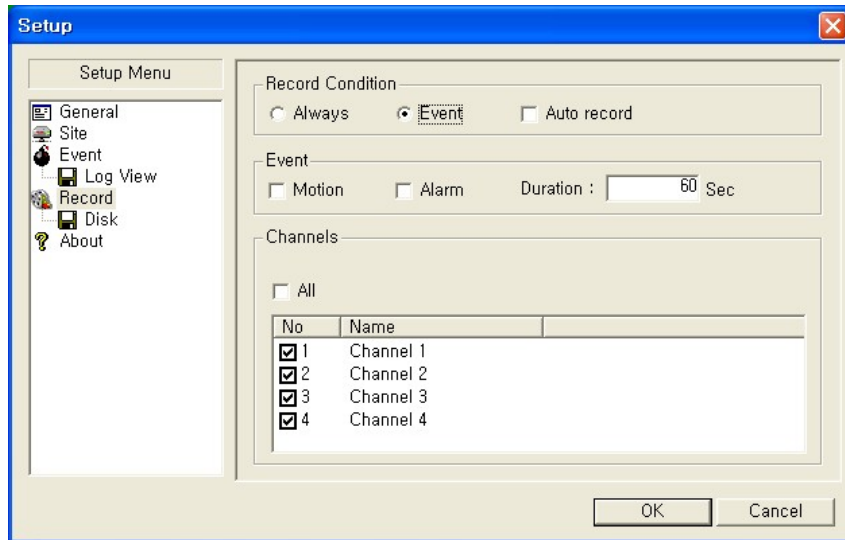 Setup
Setup Menu
General
Site
Event
Log View
Record
Disk
About
Record Condition
Always Event Auto record
Event
Motion Alarm Duration : 60 Sec
Channels
All
No Name
1 Channel 1
2 Channel 2
3 Channel 3
4 Channel 4
OK Cancel